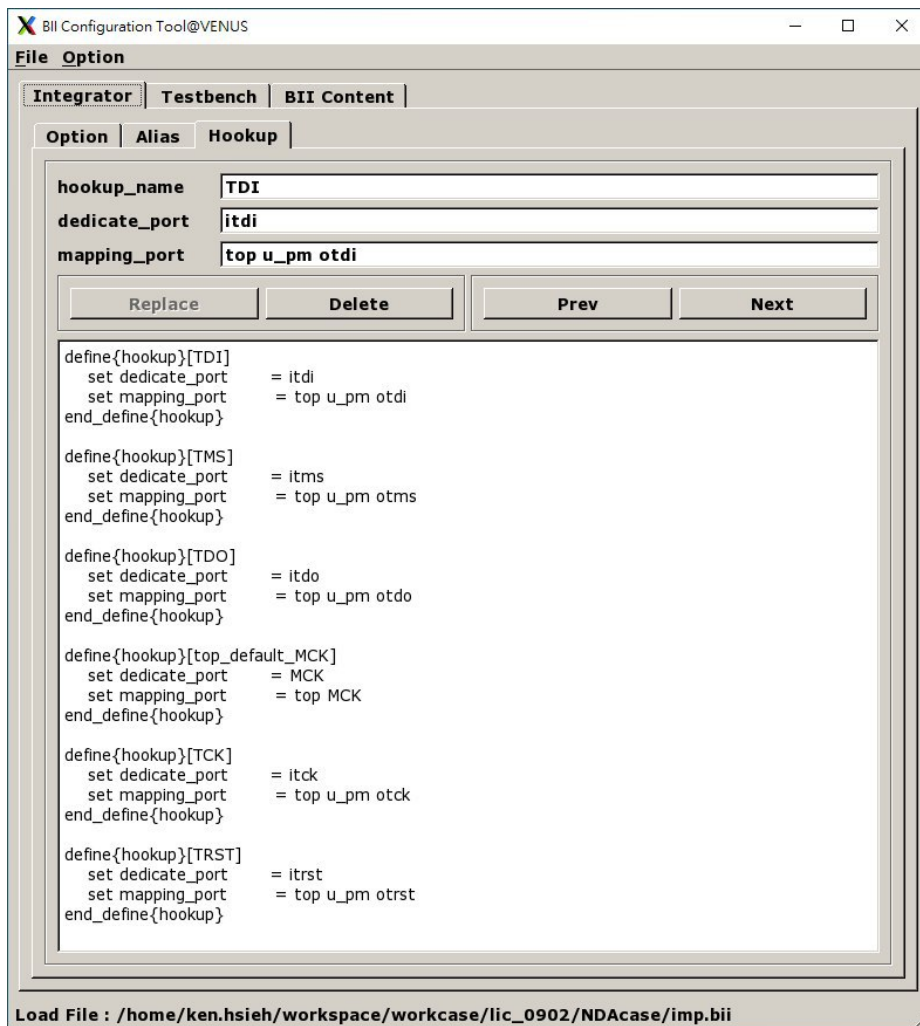 BII Configuration Tool@VENUS
File Option
Integrator Testbench BII Content
Option Alias Hookup
hookup_name TDI
dedicate_port itdi
mapping_port top u_pm otdi
Replace Delete Prev Next
define{hookup}[TDI]
set dedicate_port = itdi
set mapping_port = top u_pm otdi
end_define{hookup}
define{hookup}[TMS]
set dedicate_port = itms
set mapping_port = top u_pm otms
end_define{hookup}
define{hookup}[TDO]
set dedicate_port = itdo
set mapping_port = top u_pm otdo
end_define{hookup}
define{hookup}[top_default_MCK]
set dedicate_port = MCK
set mapping_port = top MCK
end_define{hookup}
define{hookup}[TCK]
set dedicate_port = itck
set mapping_port = top u_pm otck
end_define{hookup}
define{hookup}[TRST]
set dedicate_port = itrst
set mapping_port = top u_pm otrst
end_define{hookup}
Load File : /home/ken.hsieh/workspace/workcase/lic_0902/NDAcase/imp.bii